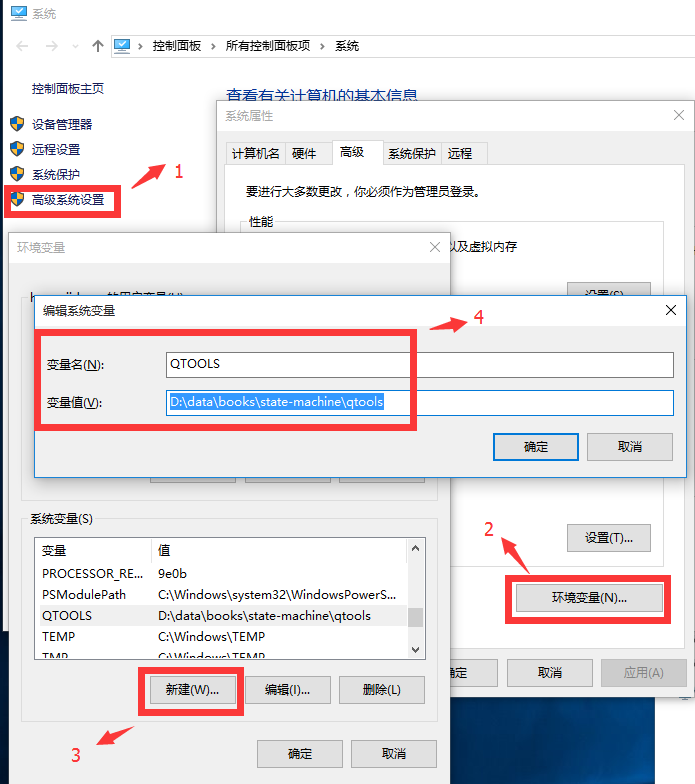 系统
控制面板 › 所有控制面板项 › 系统
控制面板主页
设备管理器
远程设置
系统保护
高级系统设置
1
查看有关计算机的基本信息
系统属性
计算机名 硬件 高级 系统保护 远程
要进行大多数更改，你必须作为管理员登录。
性能
以及虚拟内存
设置(S)
环境变量
的用户变量(U)
编辑系统变量
4
变量名(N):
QTOOLS
变量值(V):
D:\data\books\state-machine\qtools
确定 取消
系统变量(S)
变量 值
PROCESSOR_RE... 9e0b
PSModulePath C:\Windows\system32\WindowsPowerS...
QTOOLS D:\data\books\state-machine\qtools
TEMP C:\Windows\TEMP
TMP C:\Windows\TEMP
新建(W)... 编辑(I)... 删除(L)
3
确定 取消
设置(T)...
2
环境变量(N)...
确定 取消 应用(A)